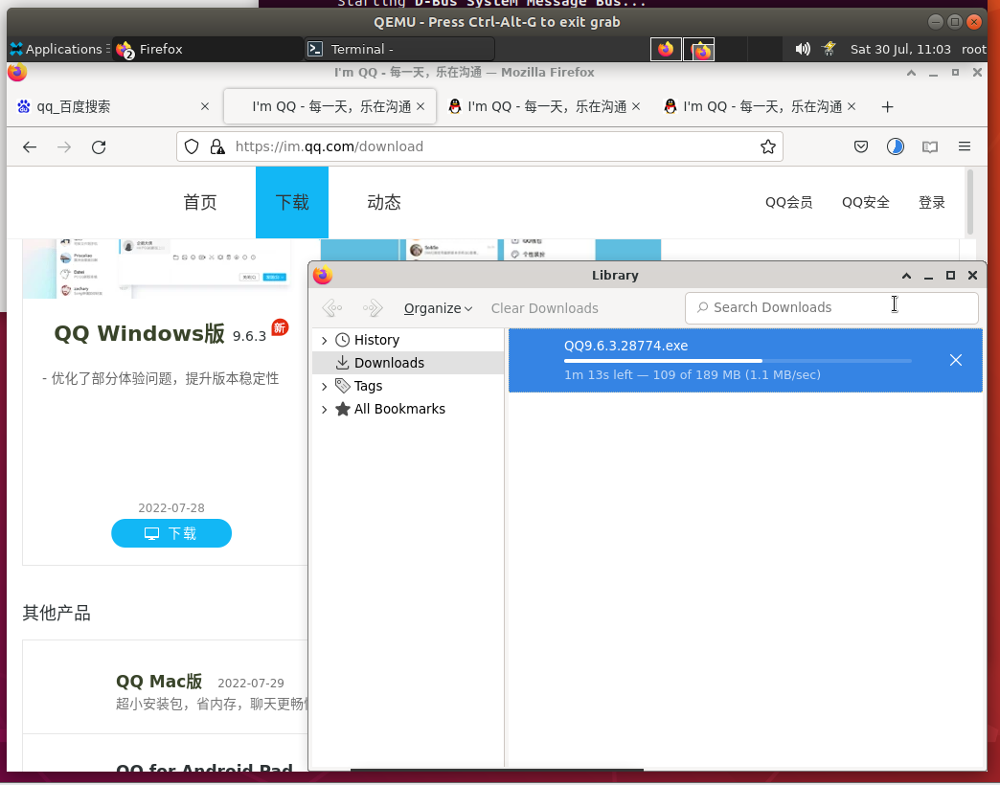 Starting D-Bus System Message Bus...
QEMU - Press Ctrl-Alt-G to exit grab
Applications
2
Firefox
Terminal -
Sat 30 Jul, 11:03
root
I'm QQ - 每一天，乐在沟通 — Mozilla Firefox
qq_百度搜索
I'm QQ - 每一天，乐在沟通
I'm QQ - 每一天，乐在沟通
I'm QQ - 每一天，乐在沟通
https://im.qq.com/download
首页
下载
动态
QQ会员
QQ安全
登录
Library
Organize
Clear Downloads
Search Downloads
History
Downloads
Tags
All Bookmarks
QQ9.6.3.28774.exe
1m 13s left — 109 of 189 MB (1.1 MB/sec)
QQ Windows版 9.6.3 新
- 优化了部分体验问题，提升版本稳定性
2022-07-28
下载
其他产品
QQ Mac版 2022-07-29
超小安装包，省内存，聊天更畅
QQ for Android Pad